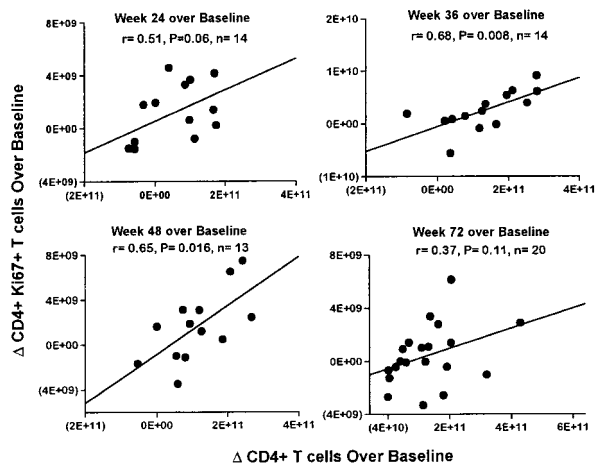 Week 24 over Baseline
r= 0.51, P=0.06, n= 14
8E+09
4E+09
0E+00
(4E+09)
(2E+11) 0E+00 2E+11 4E+11
Week 36 over Baseline
r= 0.68, P= 0.008, n= 14
2E+10
1E+10
0E+00
(1E+10)
(2E+11) 0E+00 2E+11 4E+11
Week 48 over Baseline
r= 0.65, P= 0.016, n= 13
8E+09
4E+09
0E+00
(4E+09)
(2E+11) 0E+00 2E+11 4E+11
Week 72 over Baseline
r= 0.37, P= 0.11, n= 20
8E+09
4E+09
0E+00
(4E+09)
(4E+10) 2E+11 4E+11 6E+11
Δ CD4+ Ki67+ T cells Over Baseline
Δ CD4+ T cells Over Baseline